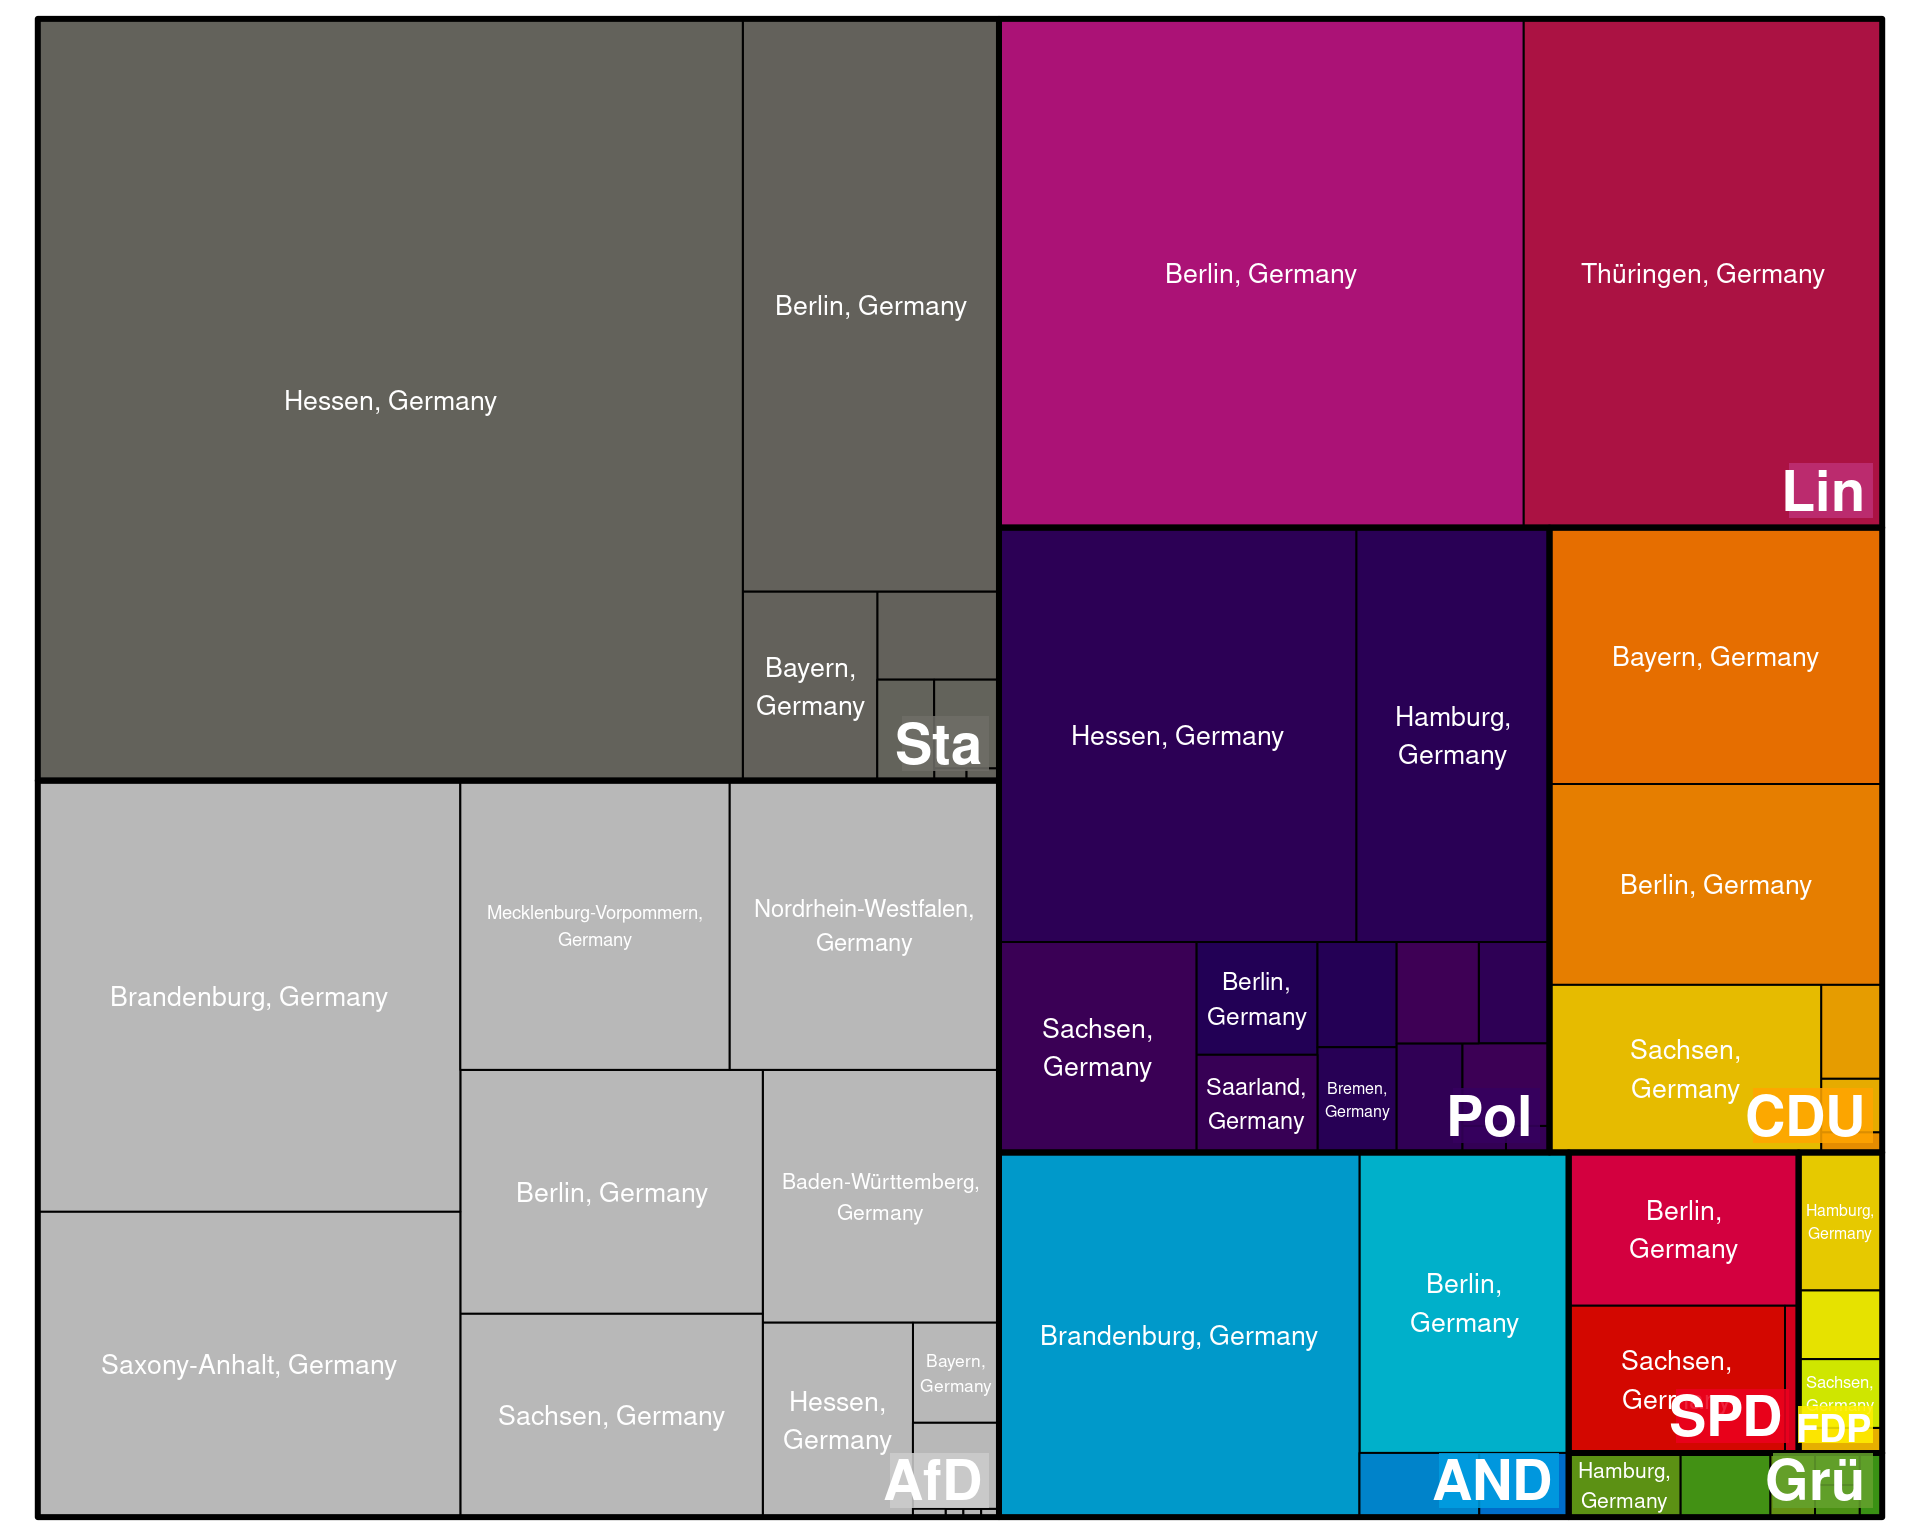 Hessen, Germany
Berlin, Germany
Bayern,
Germany
Sta
Berlin, Germany
Thüringen, Germany
Lin
Hessen, Germany
Hamburg,
Germany
Sachsen,
Germany
Berlin,
Germany
Saarland,
Germany
Bremen,
Germany
Pol
Bayern, Germany
Berlin, Germany
Sachsen,
Germany
CDU
Brandenburg, Germany
Mecklenburg-Vorpommern,
Germany
Nordrhein-Westfalen,
Germany
Saxony-Anhalt, Germany
Berlin, Germany
Baden-Württemberg,
Germany
Sachsen, Germany
Hessen,
Germany
Bayern,
Germany
AfD
Brandenburg, Germany
Berlin,
Germany
AND
Berlin,
Germany
Sachsen,
Germany
SPD
Hamburg,
Germany
Sachsen,
Germany
FDP
Hamburg,
Germany
Grü